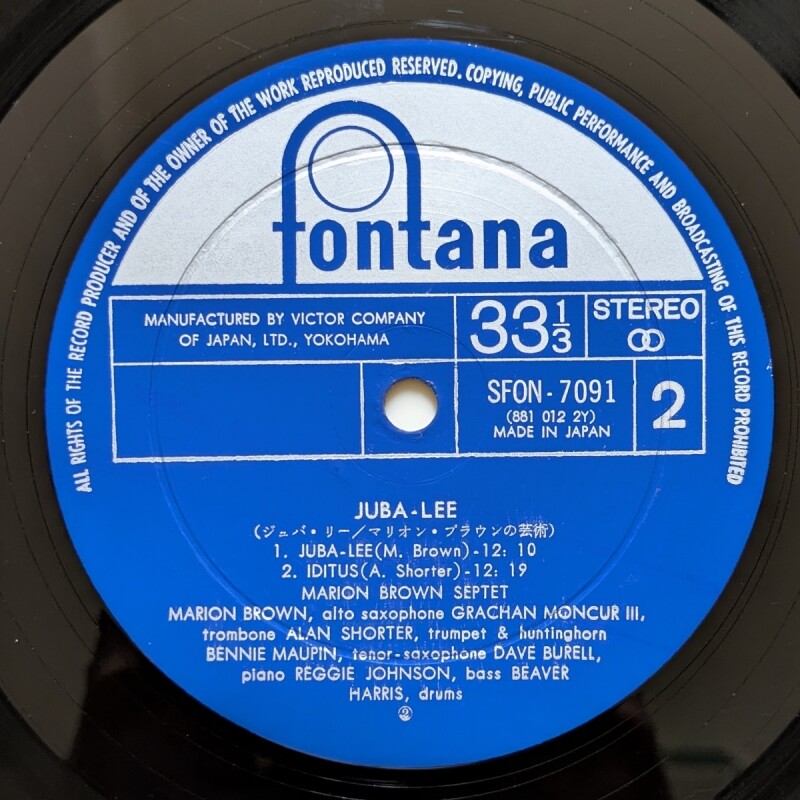 ALL RIGHTS OF THE RECORD PRODUCER AND OF THE OWNER OF THE WORK REPRODUCED RESERVED. COPYING, PUBLIC PERFORMANCE AND BROADCASTING OF THIS RECORD PROHIBITED
fontana
MANUFACTURED BY VICTOR COMPANY
OF JAPAN, LTD., YOKOHAMA
33 1/3
STEREO
SFON-7091
(881 012 2Y)
MADE IN JAPAN
2
JUBA-LEE
(ジュバ・リー/マリオン・ブラウンの芸術)
1. JUBA-LEE(M. Brown)-12: 10
2. IDITUS(A. Shorter)-12: 19
MARION BROWN SEPTET
MARION BROWN, alto saxophone GRACHAN MONCUR III,
trombone ALAN SHORTER, trumpet & huntinghorn
BENNIE MAUPIN, tenor-saxophone DAVE BURELL,
piano REGGIE JOHNSON, bass BEAVER
HARRIS, drums